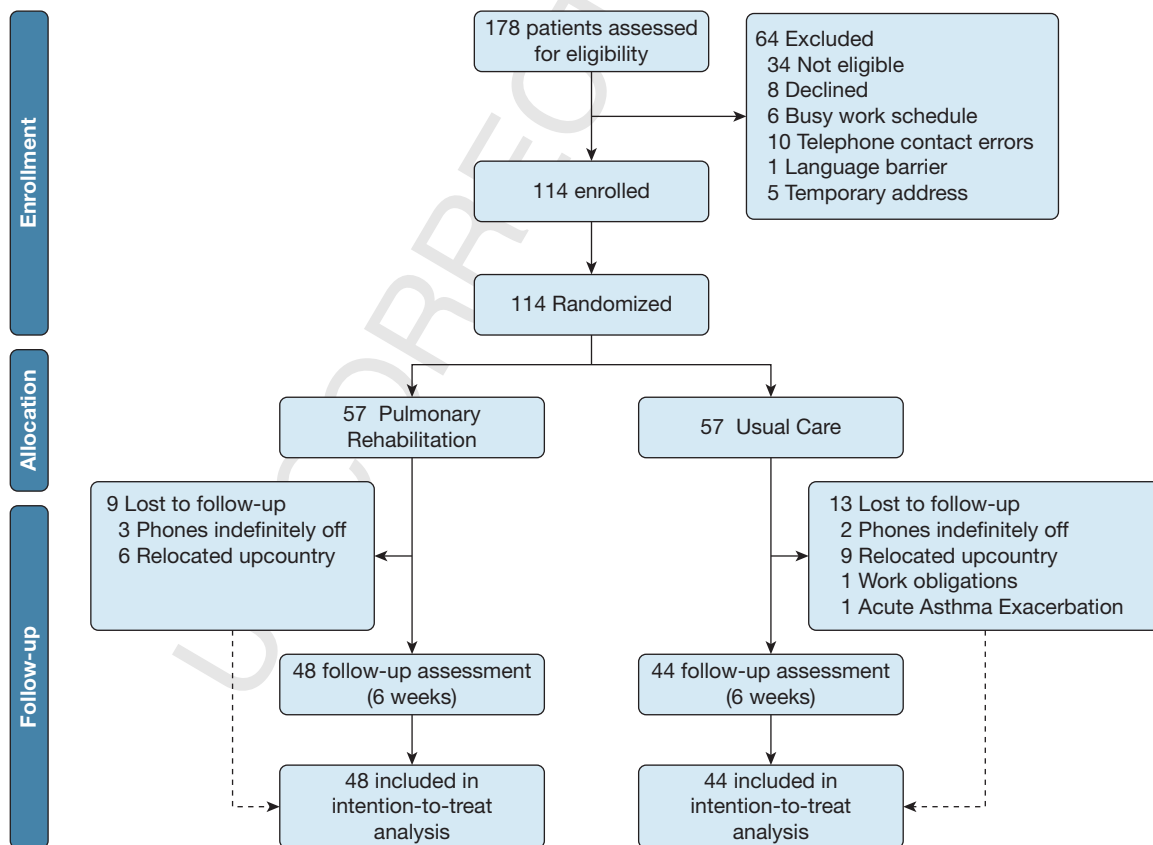 Enrollment
178 patients assessed
for eligibility
64 Excluded
34 Not eligible
8 Declined
6 Busy work schedule
10 Telephone contact errors
1 Language barrier
5 Temporary address
114 enrolled
114 Randomized
Allocation
57 Pulmonary
Rehabilitation
57 Usual Care
Follow-up
9 Lost to follow-up
3 Phones indefinitely off
6 Relocated upcountry
13 Lost to follow-up
2 Phones indefinitely off
9 Relocated upcountry
1 Work obligations
1 Acute Asthma Exacerbation
48 follow-up assessment
(6 weeks)
44 follow-up assessment
(6 weeks)
48 included in
intention-to-treat
analysis
44 included in
intention-to-treat
analysis